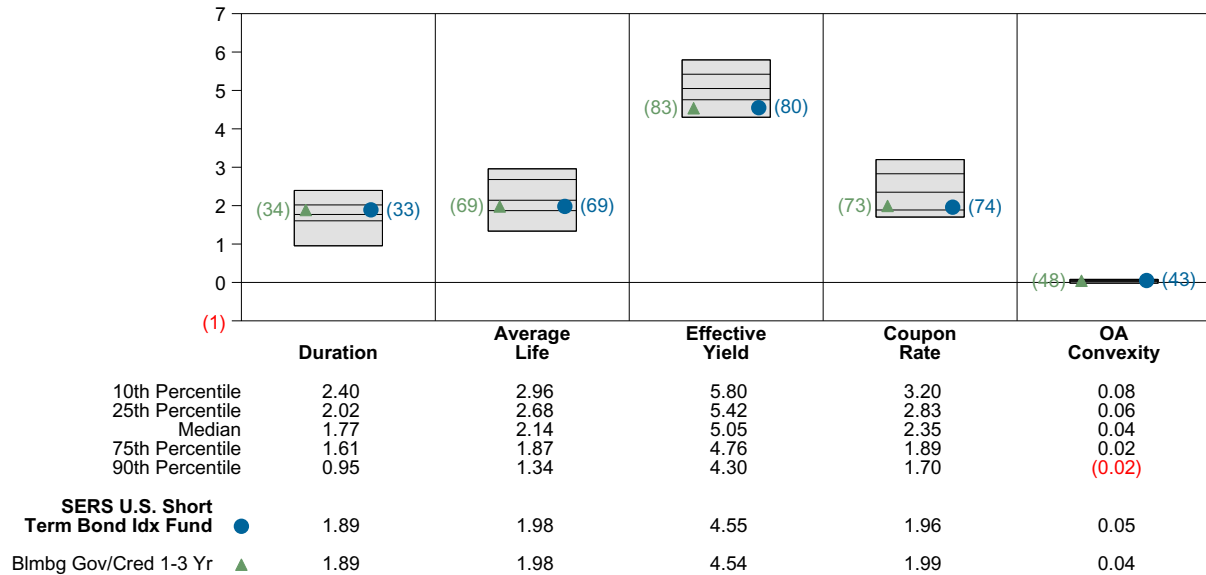 7
6
5
4
3
2
1
0
(1)
(34) (33)
(69) (69)
(83) (80)
(73) (74)
(48) (43)
Duration Average Life Effective Yield Coupon Rate OA Convexity
10th Percentile 2.40 2.96 5.80 3.20 0.08
25th Percentile 2.02 2.68 5.42 2.83 0.06
Median 1.77 2.14 5.05 2.35 0.04
75th Percentile 1.61 1.87 4.76 1.89 0.02
90th Percentile 0.95 1.34 4.30 1.70 (0.02)
SERS U.S. Short
Term Bond Idx Fund 1.89 1.98 4.55 1.96 0.05
Blmbg Gov/Cred 1-3 Yr 1.89 1.98 4.54 1.99 0.04